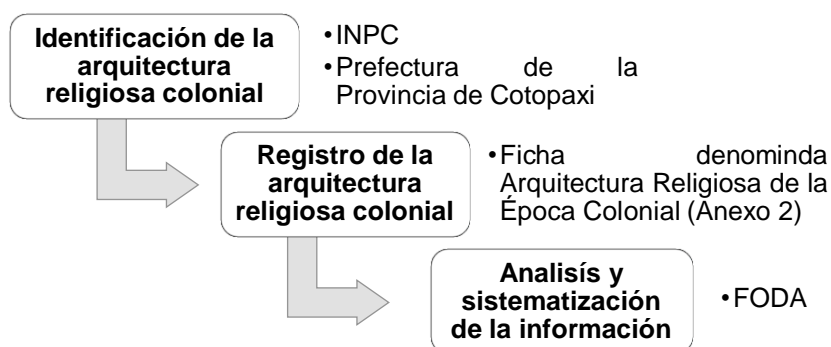 Identificación de la
arquitectura
religiosa colonial
•INPC
•Prefectura de la
Provincia de Cotopaxi
Registro de la
arquitectura
religiosa colonial
•Ficha denominda
Arquitectura Religiosa de la
Época Colonial (Anexo 2)
Analisís y
sistematización
de la información
•FODA